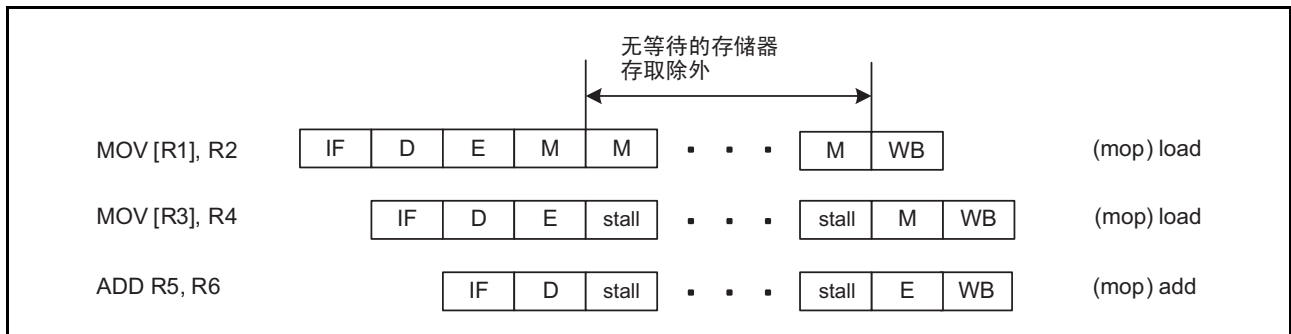 无等待的存储器
存取除外
MOV [R1], R2 IF D E M M ▪ ▪ ▪ M WB (mop) load
MOV [R3], R4 IF D E stall ▪ ▪ ▪ stall M WB (mop) load
ADD R5, R6 IF D stall ▪ ▪ ▪ stall E WB (mop) add